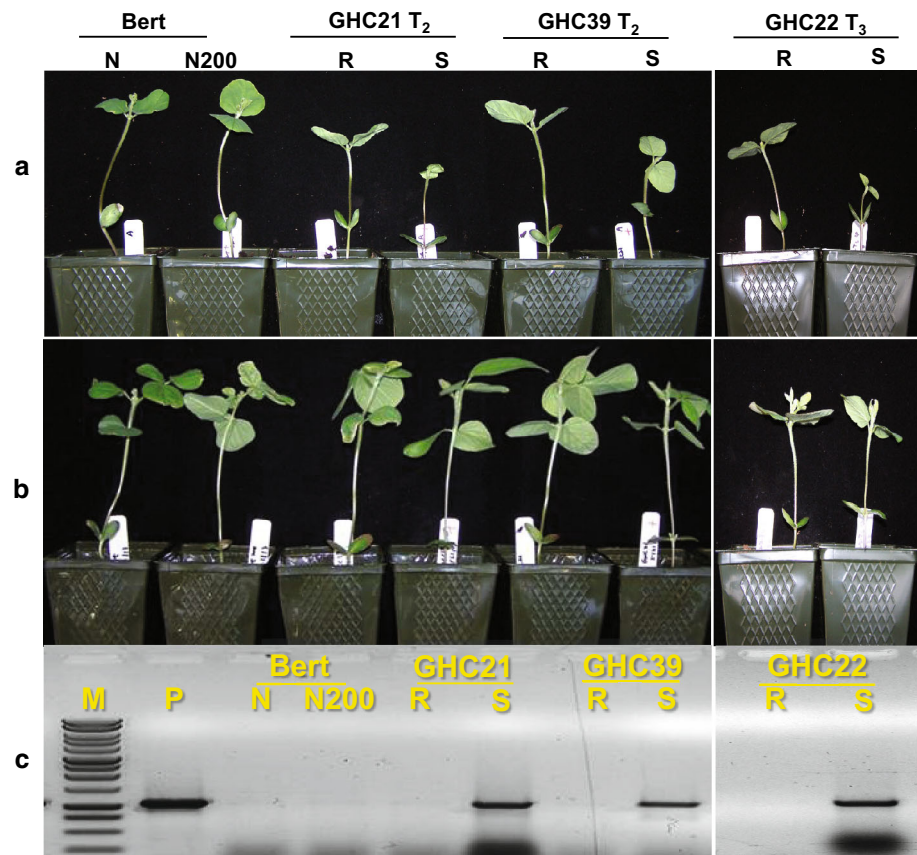 Bert GHC21 T2 GHC39 T2 GHC22 T3
N N200 R S R S R S
a
b
Bert GHC21 GHC39 GHC22
M P N N200 R S R S R S
c